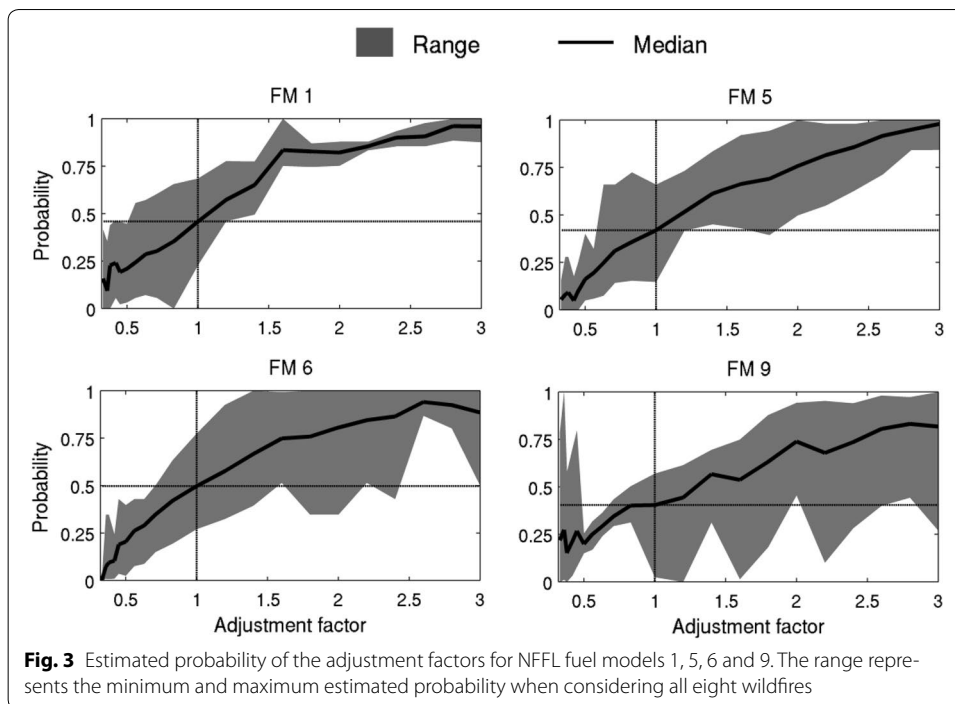 Range Median
FM 1
Probability
1
0.75
0.5
0.25
0
0.5 1 1.5 2 2.5 3
FM 5
1
0.75
0.5
0.25
0
0.5 1 1.5 2 2.5 3
FM 6
Probability
1
0.75
0.5
0.25
0
0.5 1 1.5 2 2.5 3
Adjustment factor
FM 9
1
0.75
0.5
0.25
0
0.5 1 1.5 2 2.5 3
Adjustment factor
Fig. 3 Estimated probability of the adjustment factors for NFFL fuel models 1, 5, 6 and 9. The range repre-
sents the minimum and maximum estimated probability when considering all eight wildfires